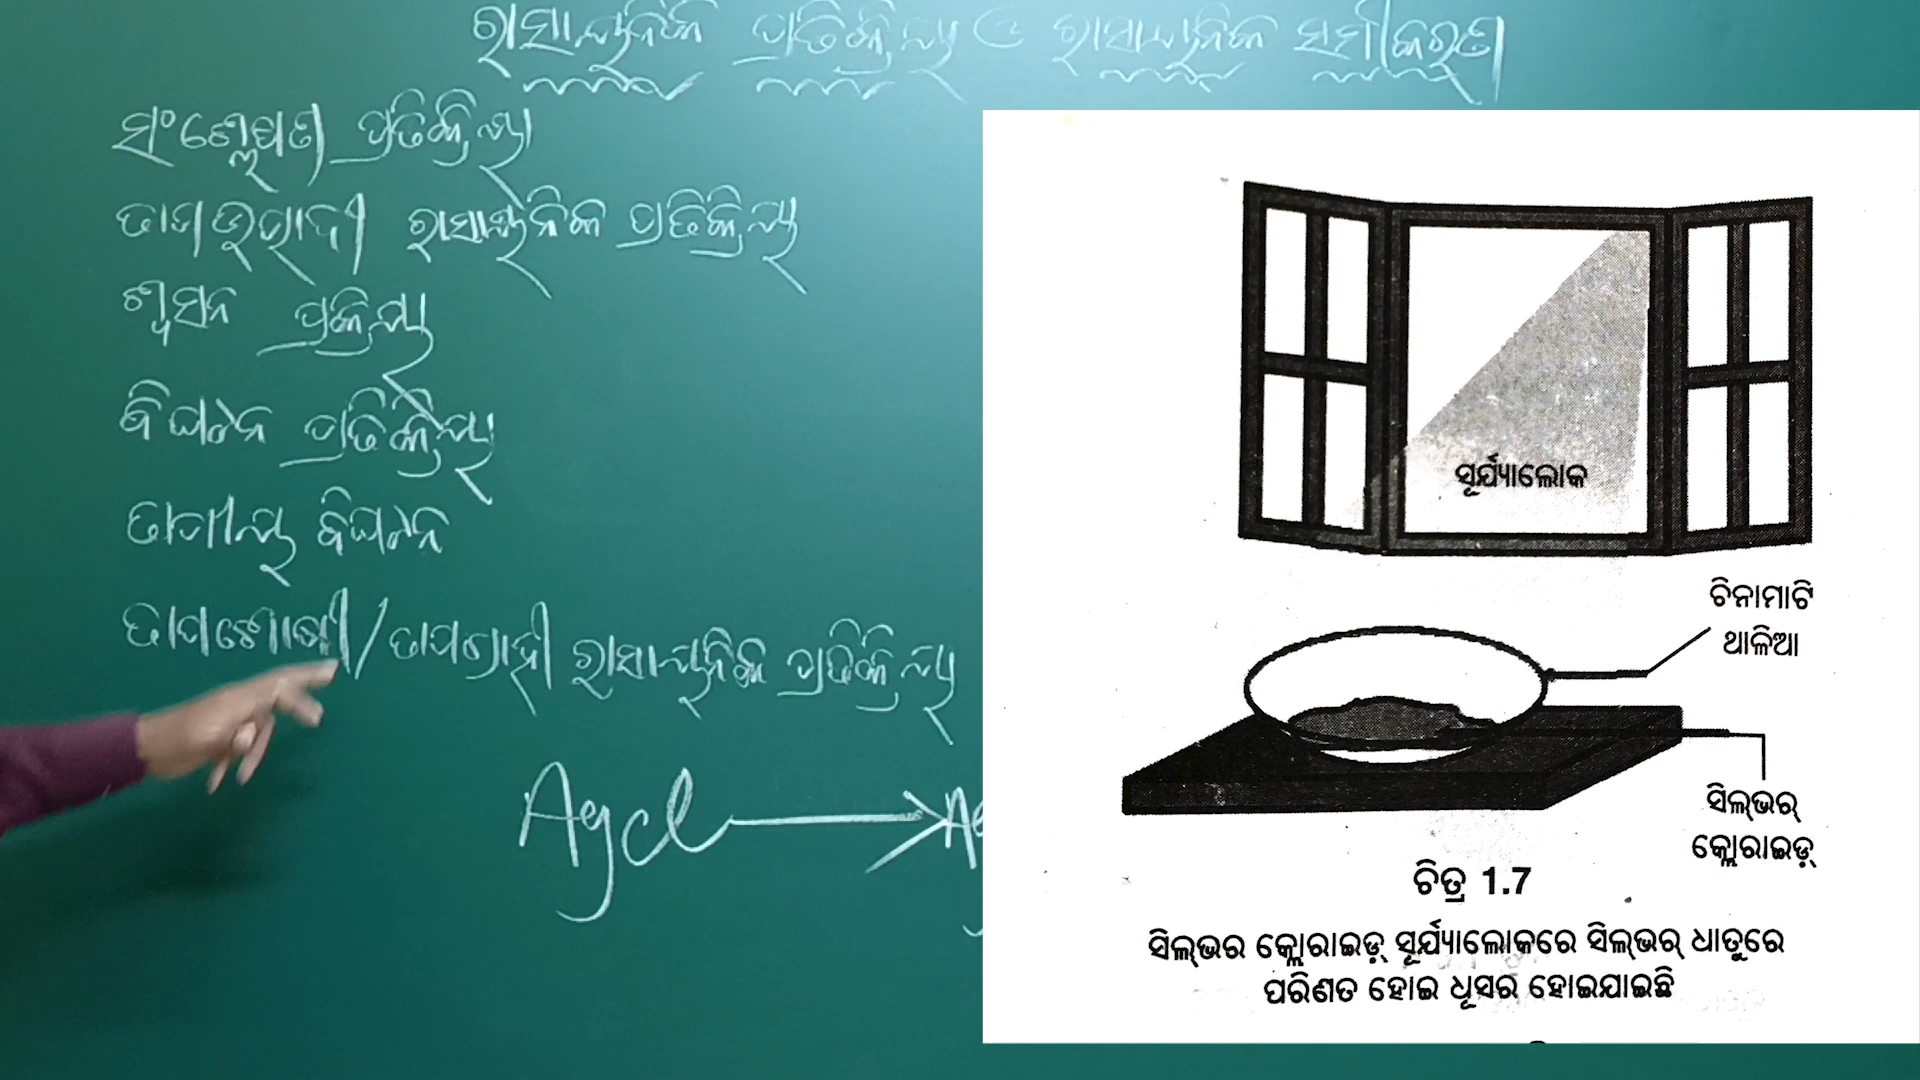 ରାସାୟନିକ ପ୍ରତିକ୍ରିୟା ଓ ରାସାୟନିକ ସମୀକରଣ
ସଂଶ୍ଳେଷଣ ପ୍ରତିକ୍ରିୟା
ତାପଉତ୍ପାଦୀ ରାସାୟନିକ ପ୍ରତିକ୍ରିୟା
ଶ୍ୱସନ ପ୍ରକ୍ରିୟା
ବିଘଟନ ପ୍ରତିକ୍ରିୟା
ତାପୀୟ ବିଘଟନ
ତାପଶୋଷୀ/ତାପଗ୍ରାହୀ ରାସାୟନିକ ପ୍ରତିକ୍ରିୟା
AgCl → Ag
ସୂର୍ଯ୍ୟାଲୋକ
ଚିନାମାଟି
ଥାଳିଆ
ସିଲ୍‌ଭର୍
କ୍ଲୋରାଇଡ଼୍
ଚିତ୍ର 1.7
ସିଲ୍‌ଭର କ୍ଲୋରାଇଡ଼୍ ସୂର୍ଯ୍ୟାଲୋକରେ ସିଲ୍‌ଭର୍ ଧାତୁରେ
ପରିଣତ ହୋଇ ଧୂସର ହୋଇଯାଇଛି